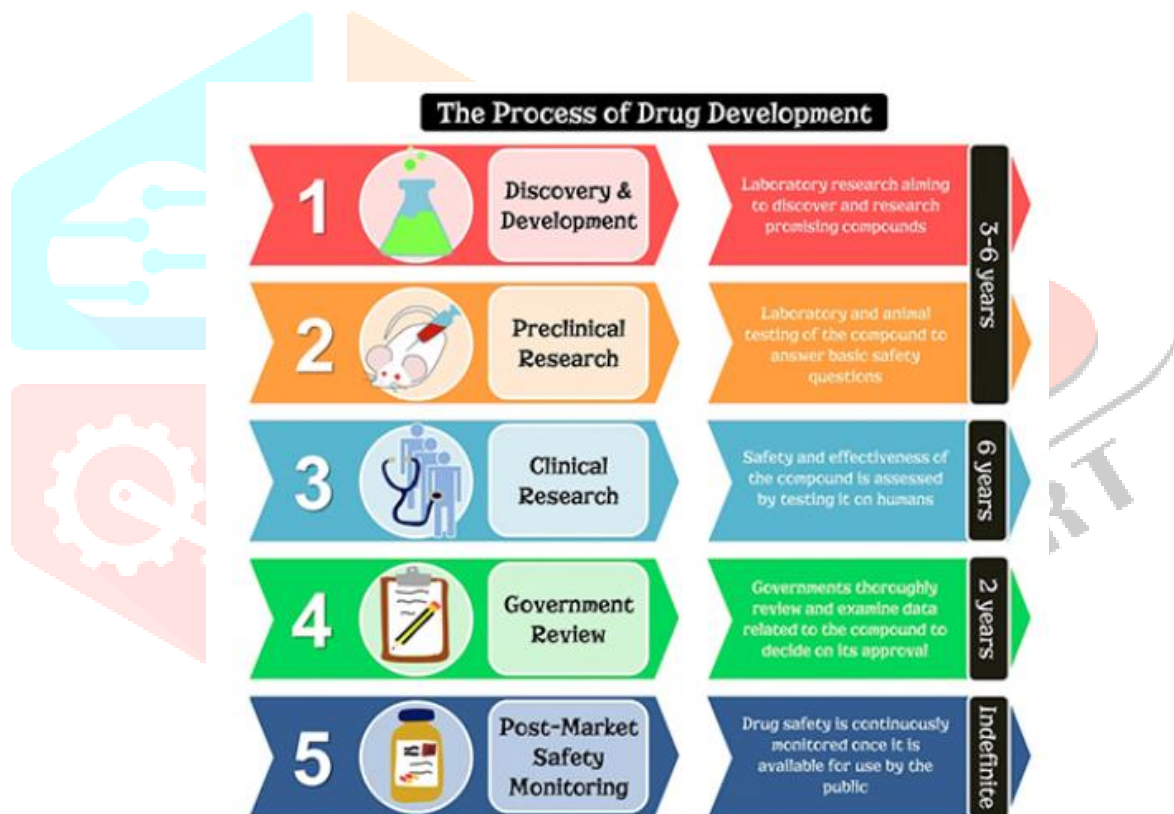 The Process of Drug Development
1
Discovery &
Development
Laboratory research aiming
to discover and research
promising compounds
3-6 years
2
Preclinical
Research
Laboratory and animal
testing of the compound to
answer basic safety
questions
3
Clinical
Research
Safety and effectiveness of
the compound is assessed
by testing it on humans
6 years
4
Government
Review
Governments thoroughly
review and examine data
related to the compound to
decide on its approval
2 years
5
Post-Market
Safety
Monitoring
Drug safety is continuously
monitored once it is
available for use by the
public
Indefinite